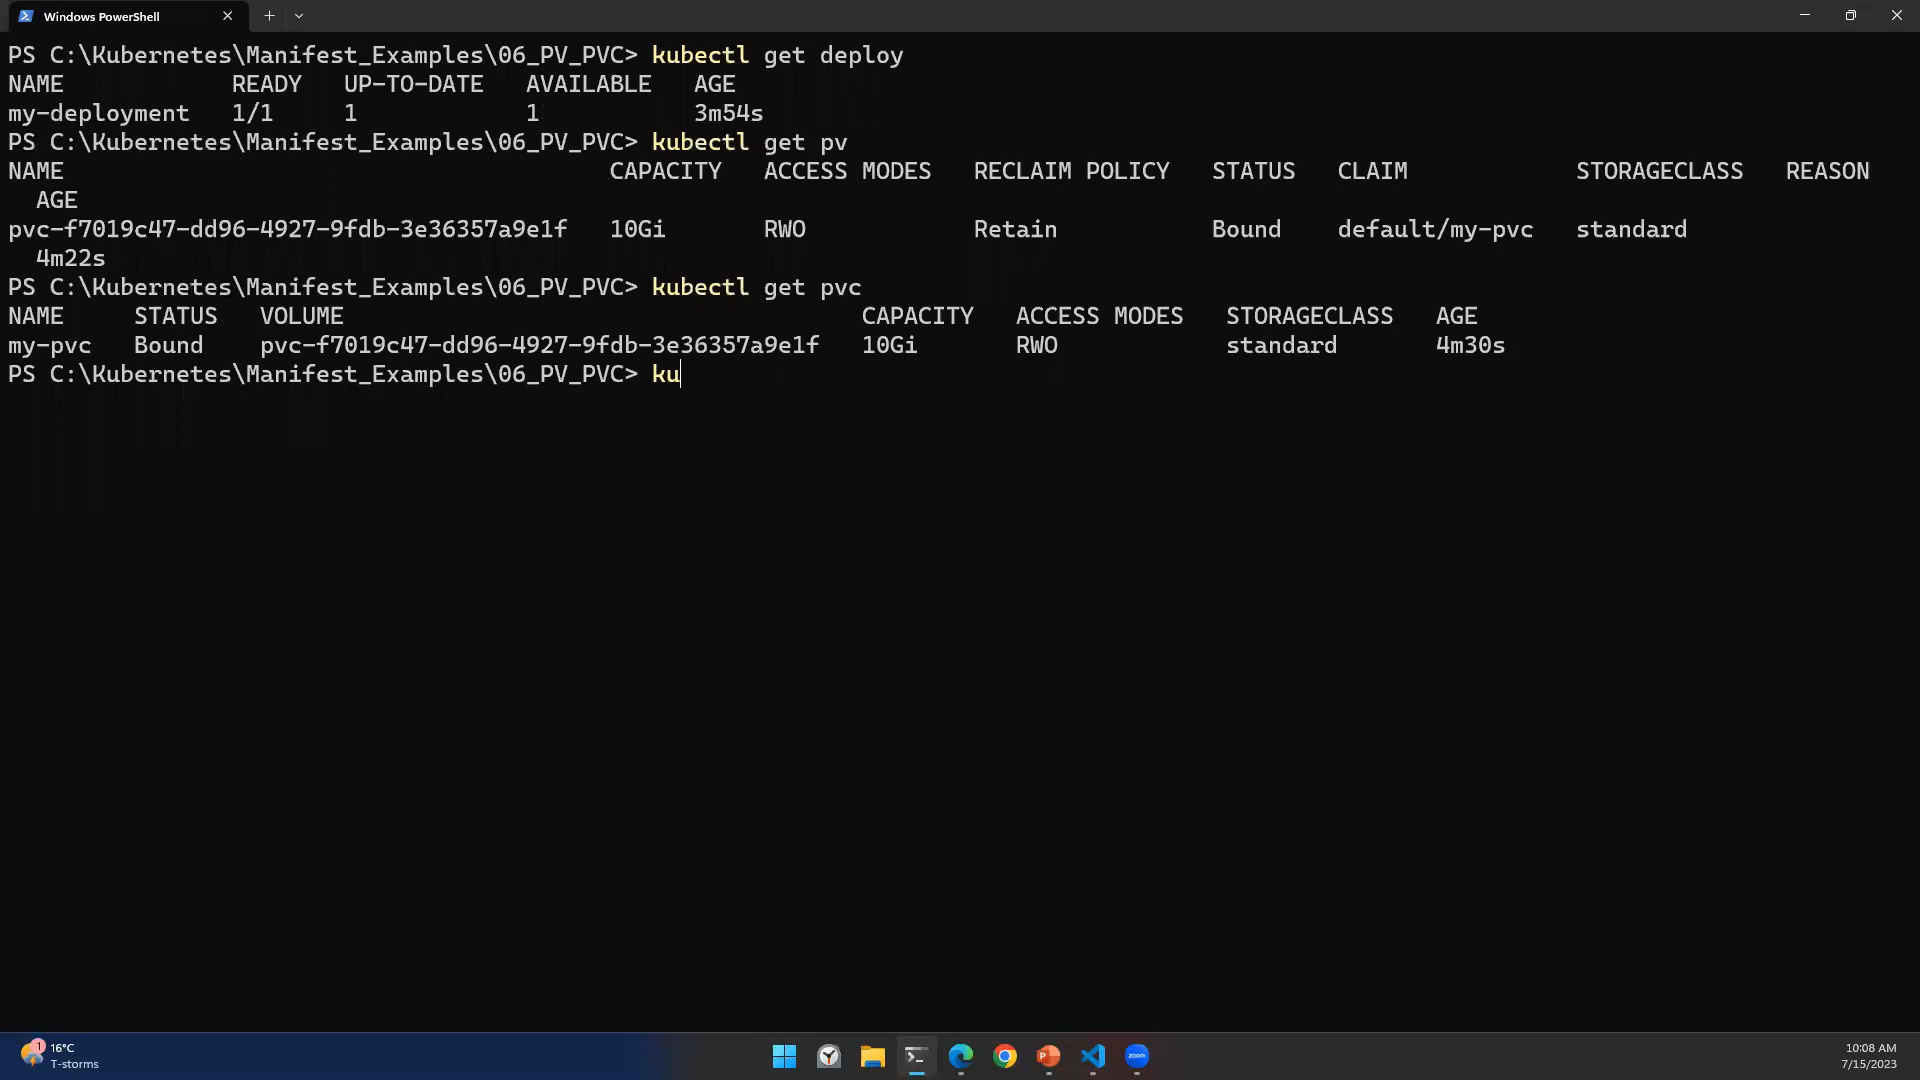 Windows PowerShell
PS C:\Kubernetes\Manifest_Examples\06_PV_PVC> kubectl get deploy
NAME READY UP-TO-DATE AVAILABLE AGE
my-deployment 1/1 1 1 3m54s
PS C:\Kubernetes\Manifest_Examples\06_PV_PVC> kubectl get pv
NAME CAPACITY ACCESS MODES RECLAIM POLICY STATUS CLAIM STORAGECLASS REASON
AGE
pvc-f7019c47-dd96-4927-9fdb-3e36357a9e1f 10Gi RWO Retain Bound default/my-pvc standard
4m22s
PS C:\Kubernetes\Manifest_Examples\06_PV_PVC> kubectl get pvc
NAME STATUS VOLUME CAPACITY ACCESS MODES STORAGECLASS AGE
my-pvc Bound pvc-f7019c47-dd96-4927-9fdb-3e36357a9e1f 10Gi RWO standard 4m30s
PS C:\Kubernetes\Manifest_Examples\06_PV_PVC> ku
1
16°C
T-storms
P
zoom
10:08 AM
7/15/2023